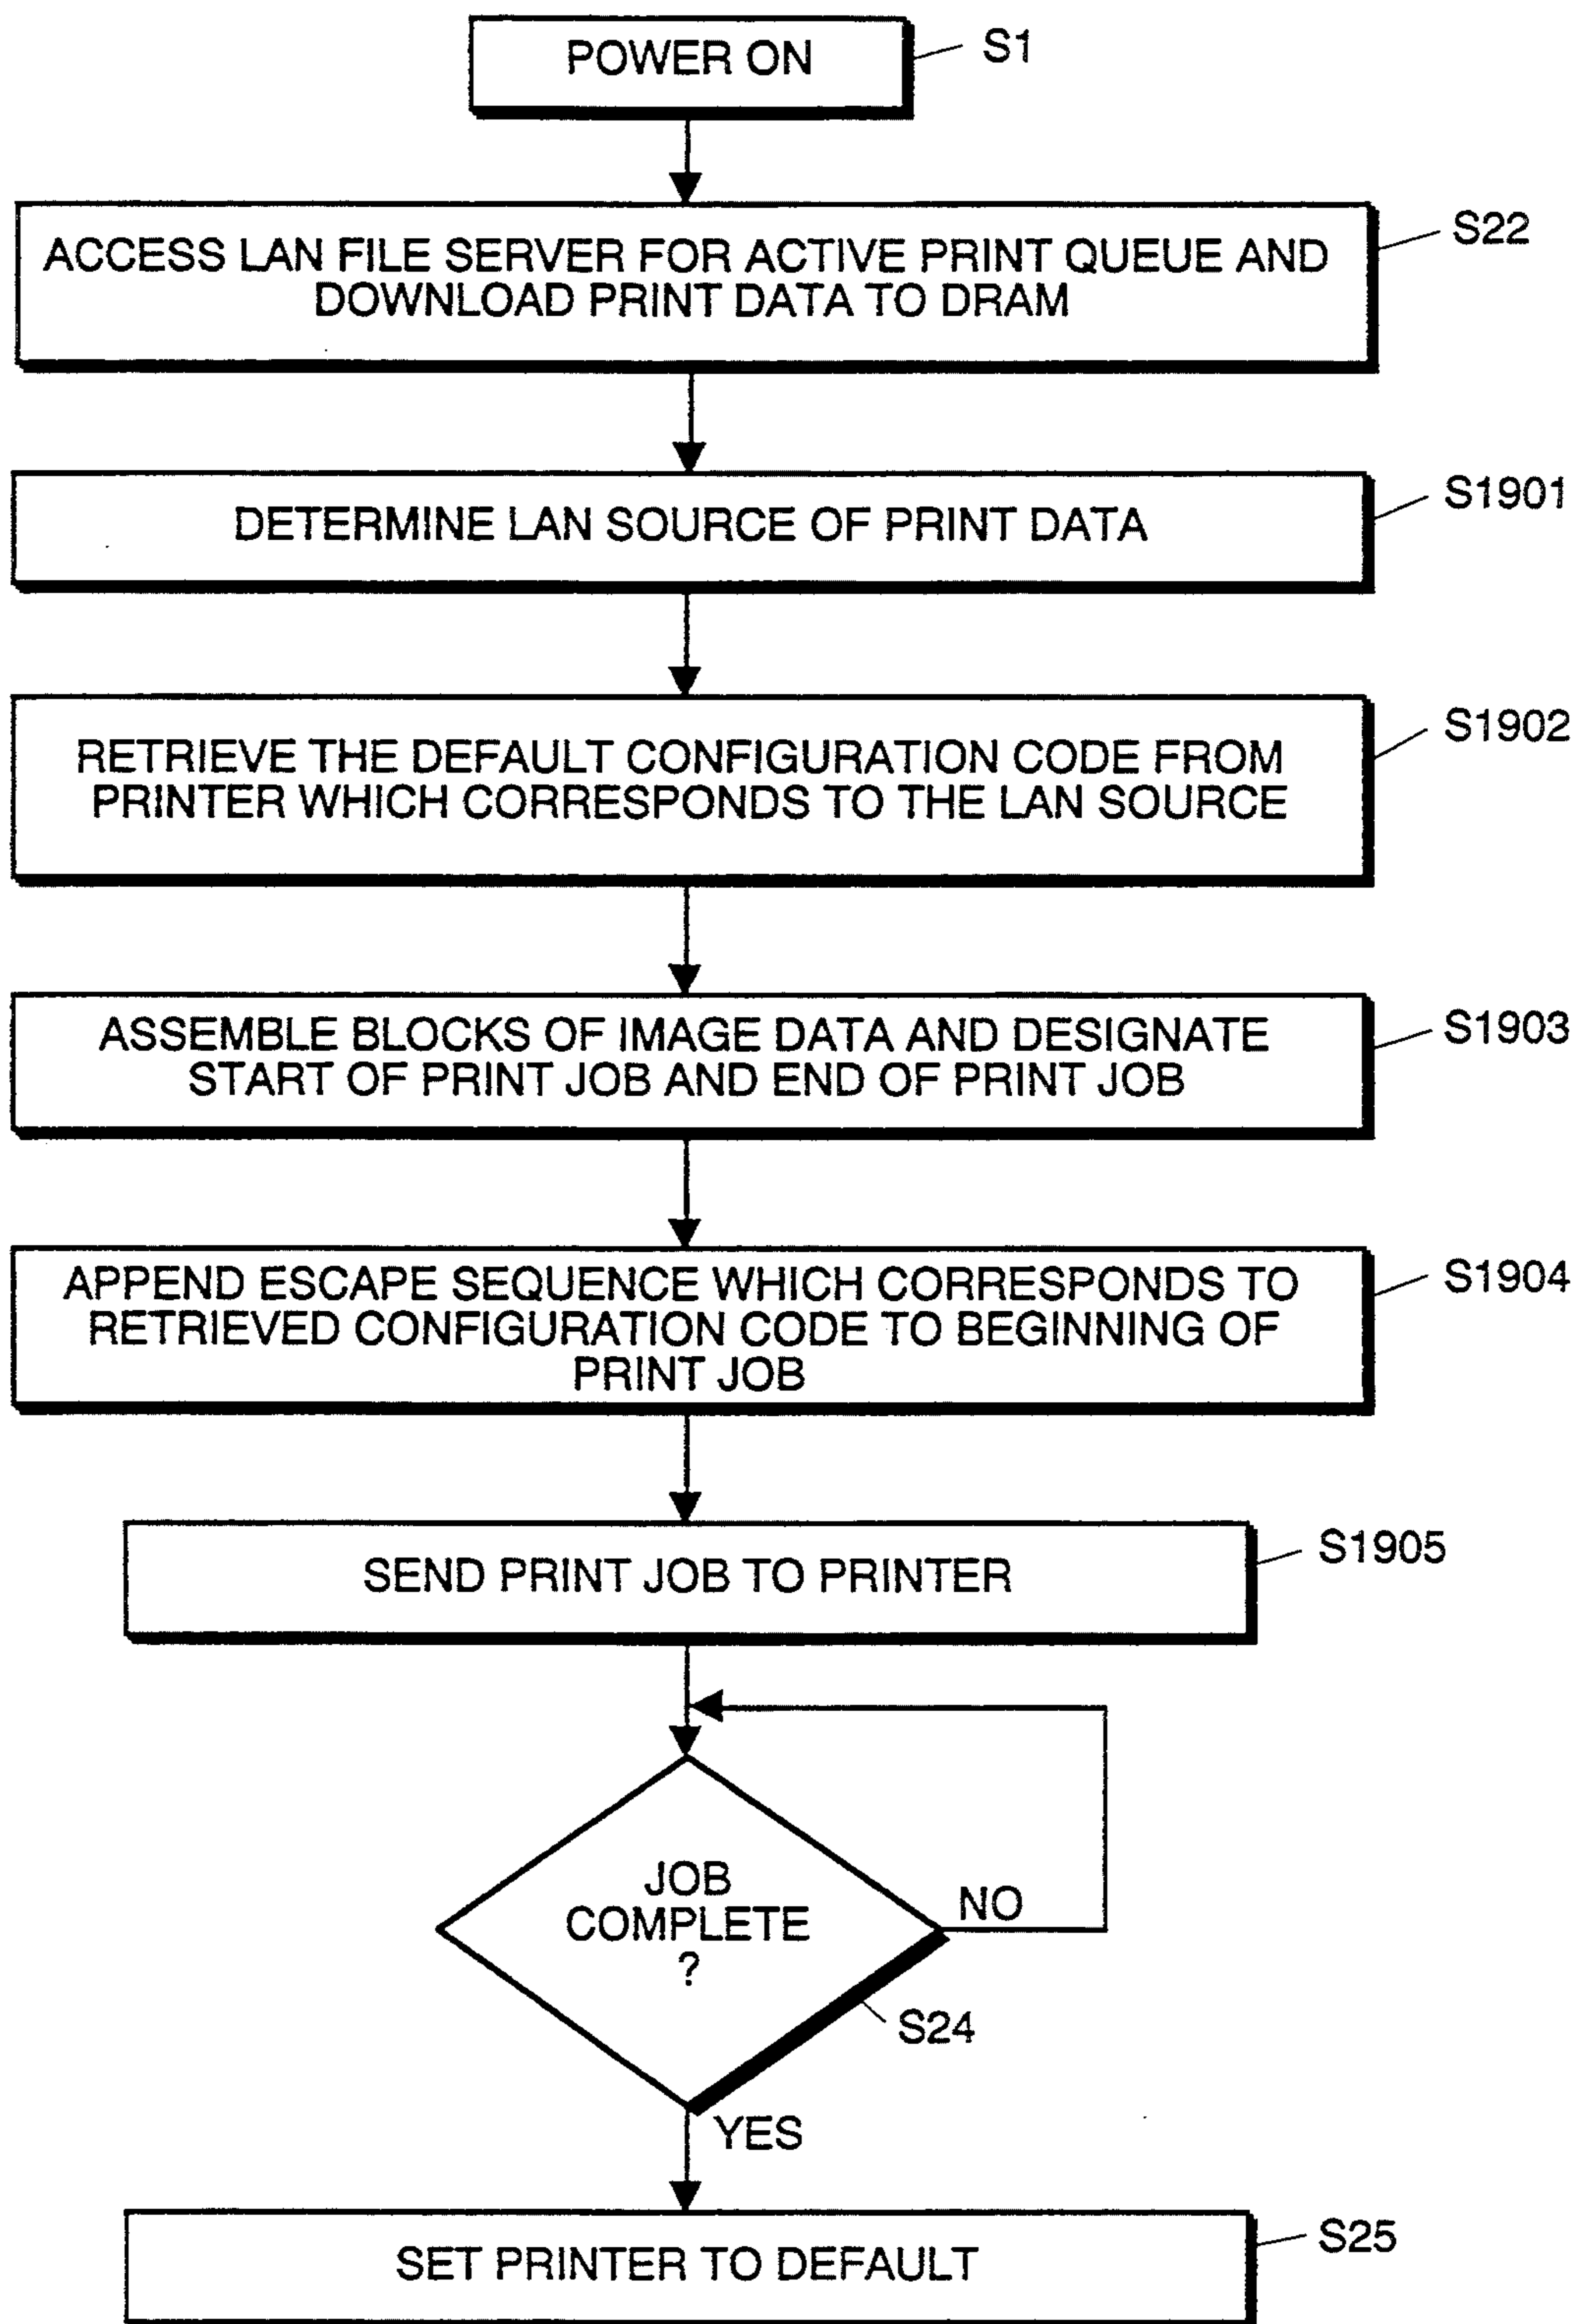 POWER ON
S1
ACCESS LAN FILE SERVER FOR ACTIVE PRINT QUEUE AND
DOWNLOAD PRINT DATA TO DRAM
S22
DETERMINE LAN SOURCE OF PRINT DATA
S1901
RETRIEVE THE DEFAULT CONFIGURATION CODE FROM
PRINTER WHICH CORRESPONDS TO THE LAN SOURCE
S1902
ASSEMBLE BLOCKS OF IMAGE DATA AND DESIGNATE
START OF PRINT JOB AND END OF PRINT JOB
S1903
APPEND ESCAPE SEQUENCE WHICH CORRESPONDS TO
RETRIEVED CONFIGURATION CODE TO BEGINNING OF
PRINT JOB
S1904
SEND PRINT JOB TO PRINTER
S1905
JOB
COMPLETE
?
NO
S24
YES
SET PRINTER TO DEFAULT
S25